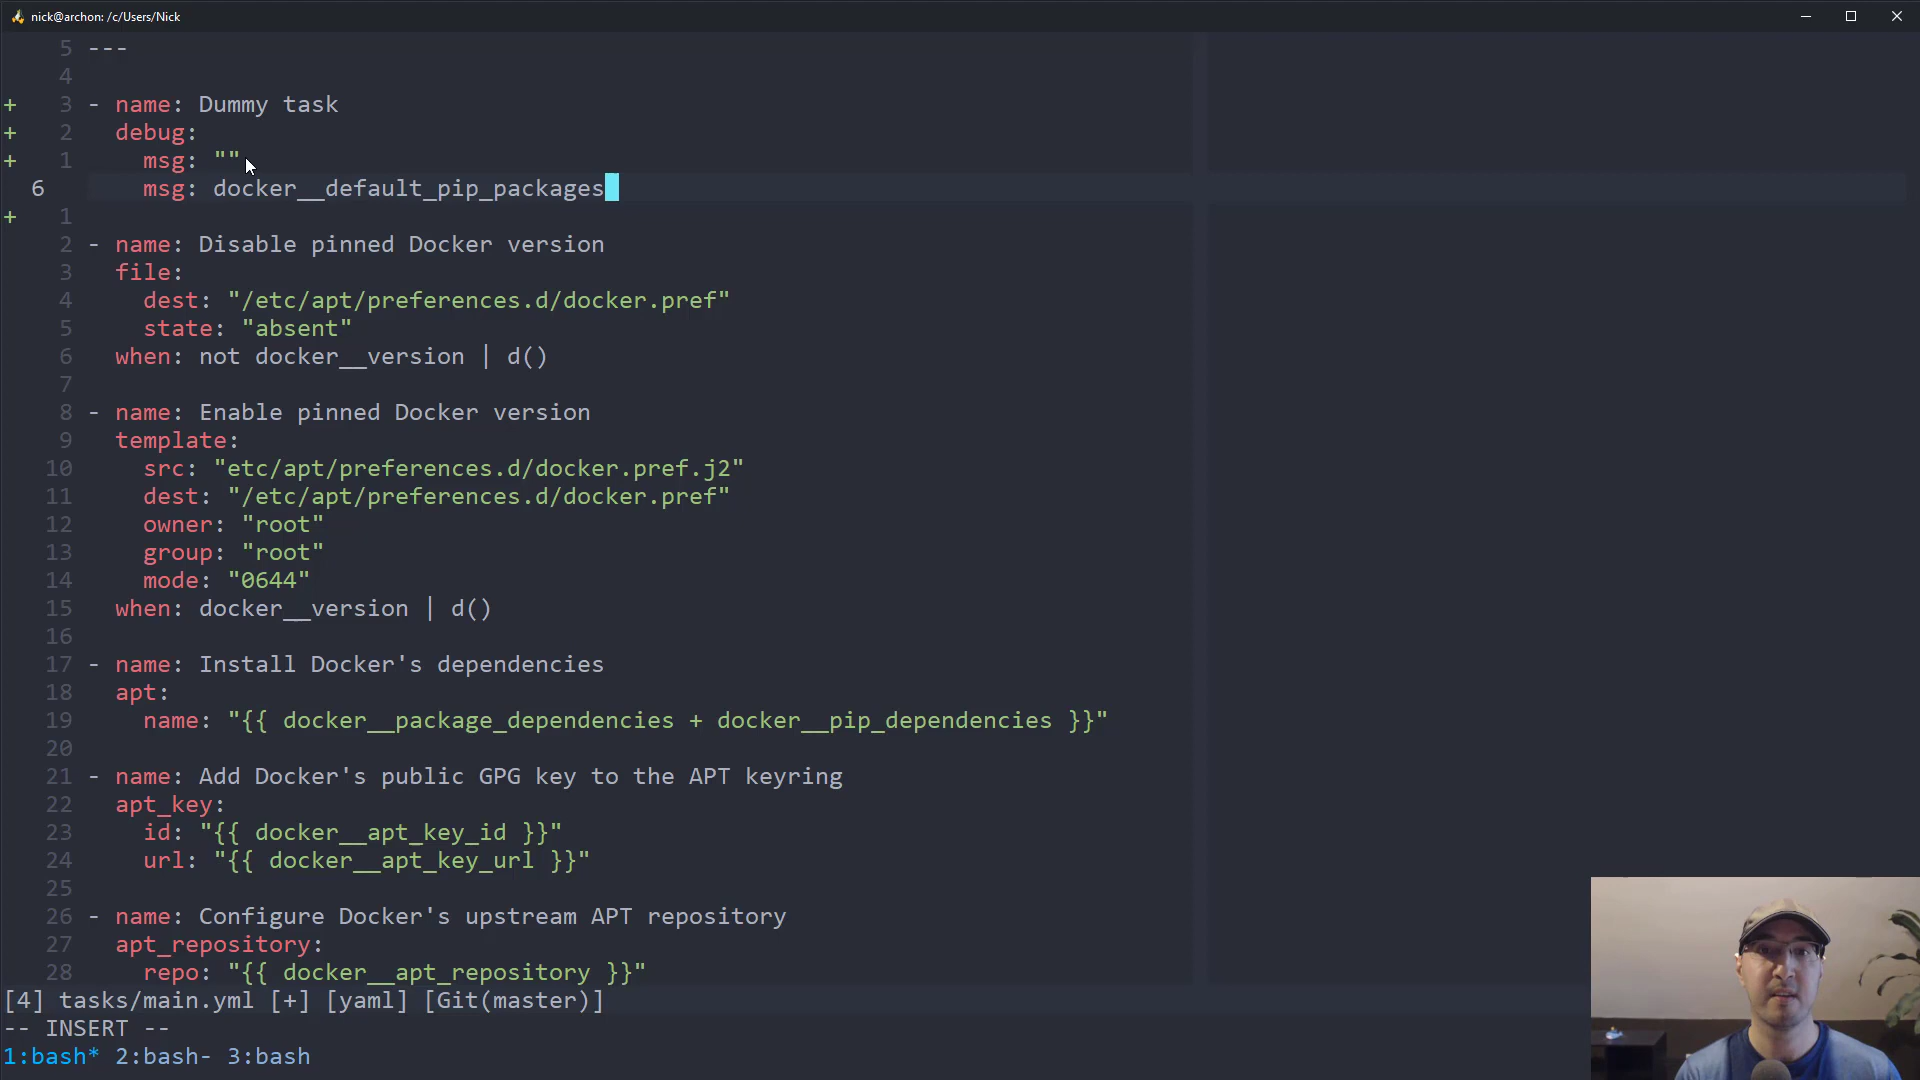 nick@archon: /c/Users/Nick
5 ---
4
+ 3 - name: Dummy task
+ 2 debug:
+ 1 msg: ""
6 msg: docker__default_pip_packages
+ 1
2 - name: Disable pinned Docker version
3 file:
4 dest: "/etc/apt/preferences.d/docker.pref"
5 state: "absent"
6 when: not docker__version | d()
7
8 - name: Enable pinned Docker version
9 template:
10 src: "etc/apt/preferences.d/docker.pref.j2"
11 dest: "/etc/apt/preferences.d/docker.pref"
12 owner: "root"
13 group: "root"
14 mode: "0644"
15 when: docker__version | d()
16
17 - name: Install Docker's dependencies
18 apt:
19 name: "{{ docker__package_dependencies + docker__pip_dependencies }}"
20
21 - name: Add Docker's public GPG key to the APT keyring
22 apt_key:
23 id: "{{ docker__apt_key_id }}"
24 url: "{{ docker__apt_key_url }}"
25
26 - name: Configure Docker's upstream APT repository
27 apt_repository:
28 repo: "{{ docker__apt_repository }}"
[4] tasks/main.yml [+] [yaml] [Git(master)]
-- INSERT --
1:bash* 2:bash- 3:bash